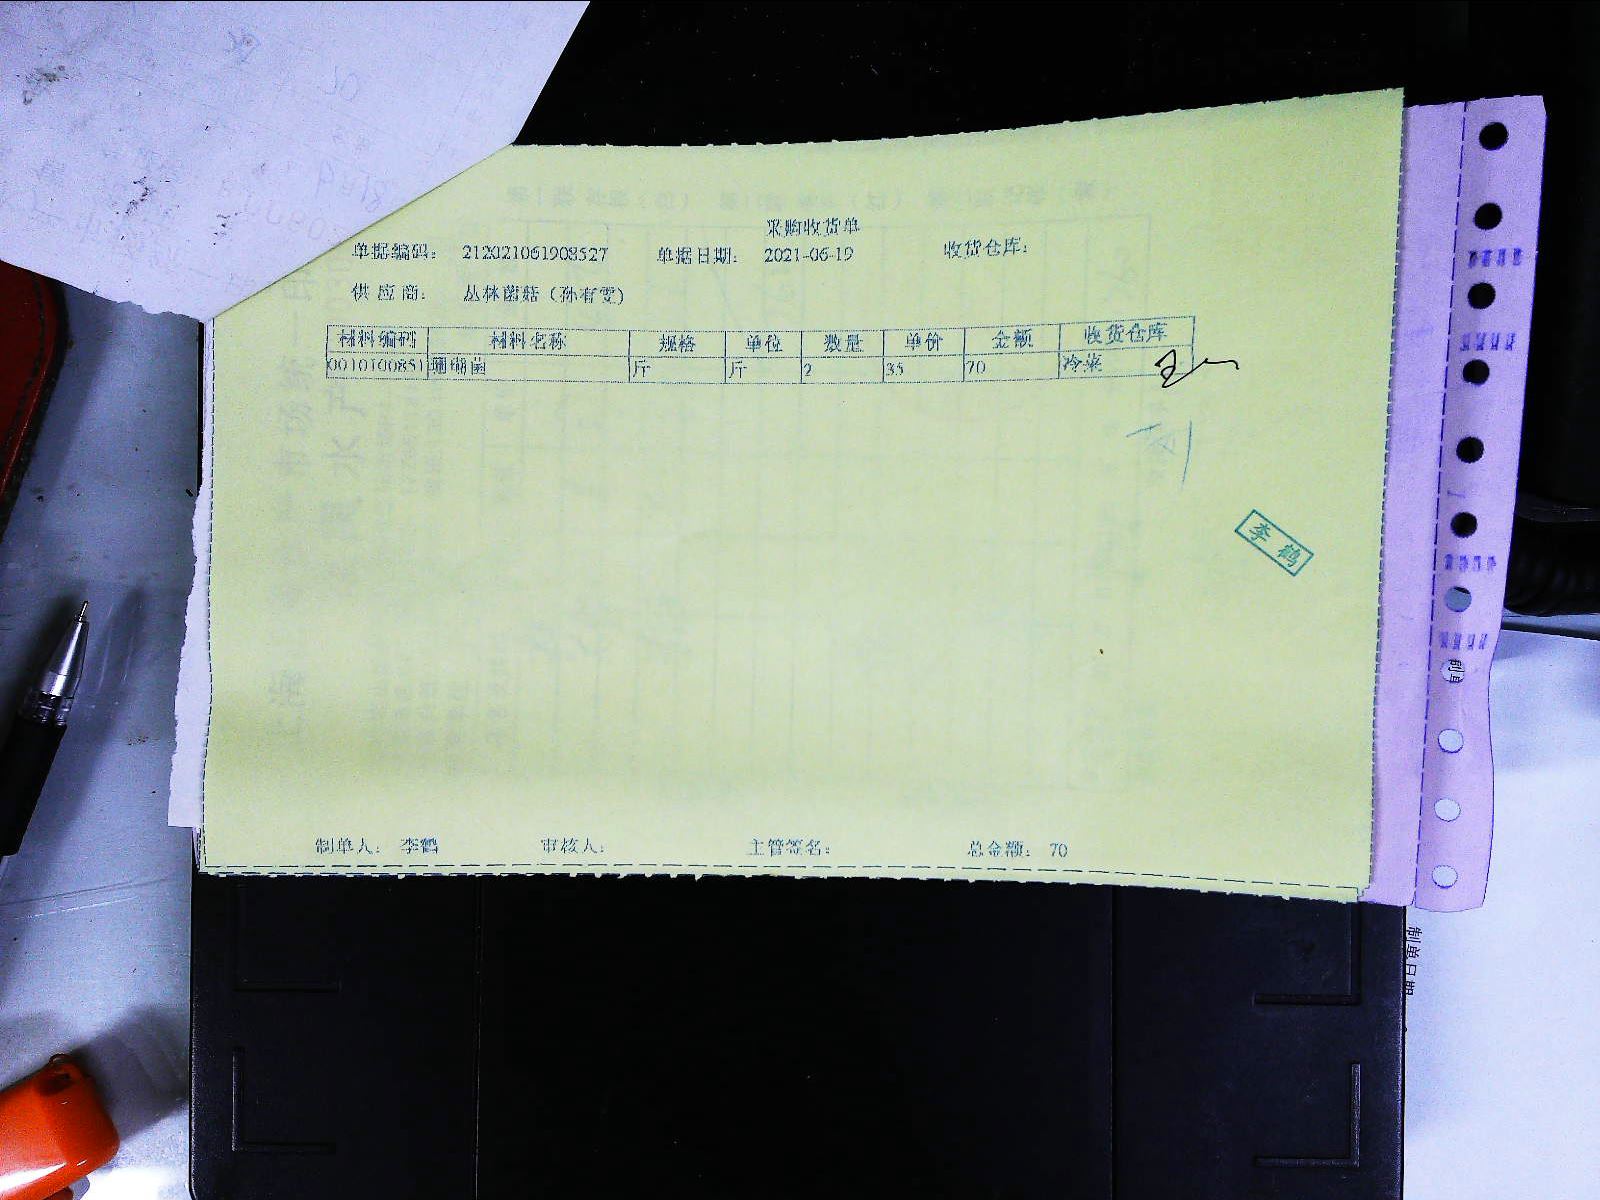 采购收货单
单据编码： 212021061908527 单据日期： 2021-06-19 收货仓库：
供 应 商： 丛林菌菇（孙有雯）
材料编码 材料名称 规格 单位 数量 单价 金额 收货仓库
0010100851 珊瑚菌 斤 斤 2 35 70 冷菜
李鹤
制单人： 李鹤 审核人： 主管签名： 总金额： 70
制单日期